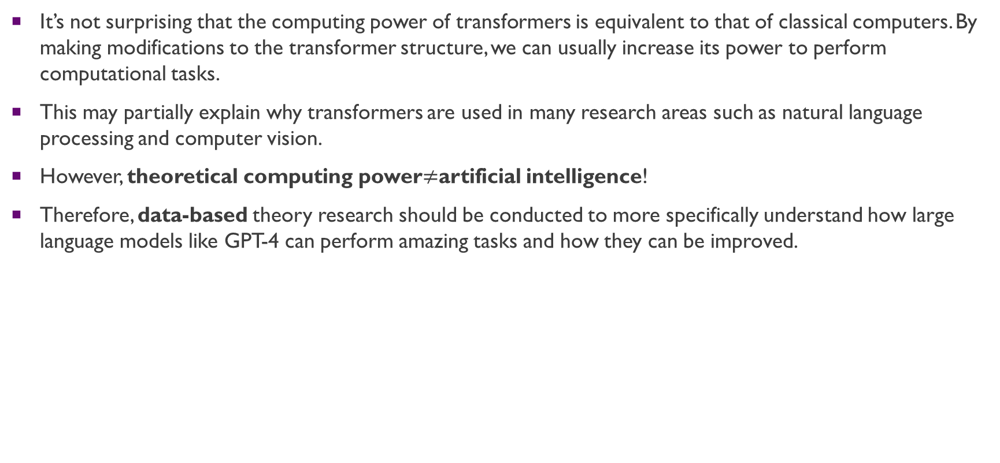 ▪ It’s not surprising that the computing power of transformers is equivalent to that of classical computers. By
making modifications to the transformer structure, we can usually increase its power to perform
computational tasks.
▪ This may partially explain why transformers are used in many research areas such as natural language
processing and computer vision.
▪ However, theoretical computing power≠artificial intelligence!
▪ Therefore, data-based theory research should be conducted to more specifically understand how large
language models like GPT-4 can perform amazing tasks and how they can be improved.